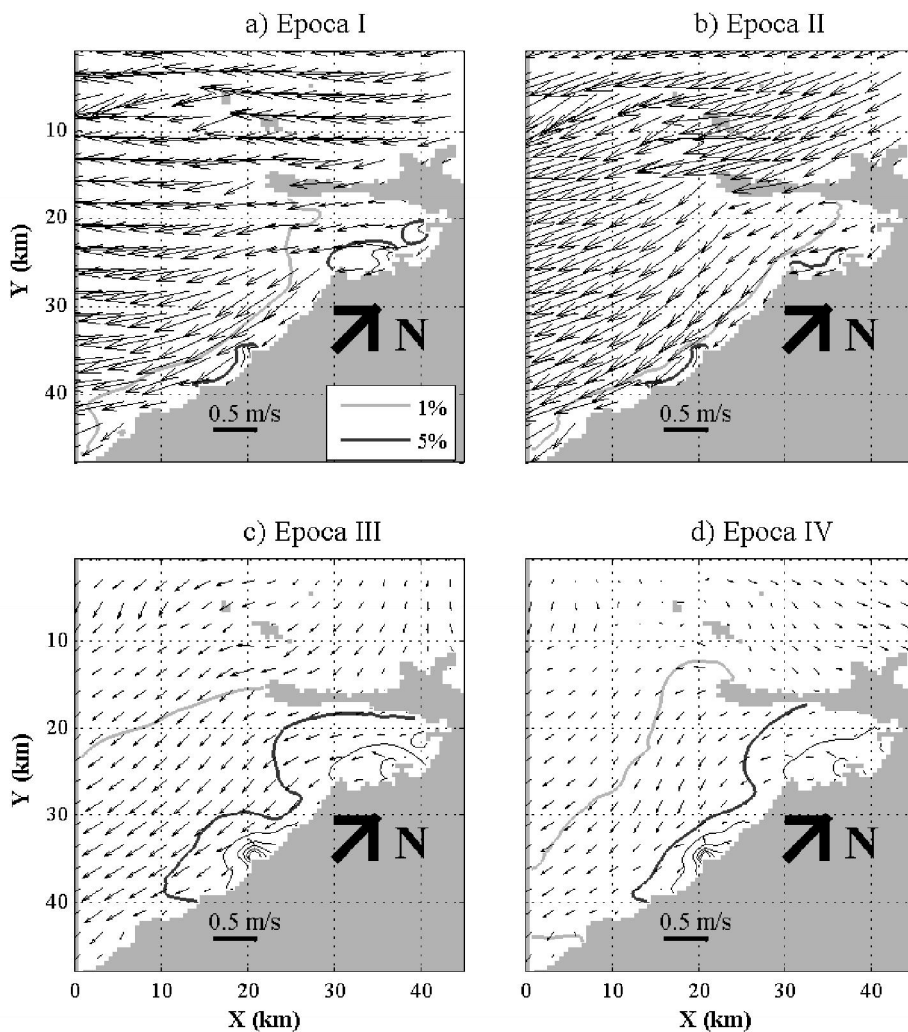 a) Epoca I
b) Epoca II
Y (km)
10
20
30
40
N
0.5 m/s
1%
5%
N
0.5 m/s
c) Epoca III
d) Epoca IV
Y (km)
10
20
30
40
N
0.5 m/s
N
0.5 m/s
0 10 20 30 40
0 10 20 30 40
X (km)
X (km)